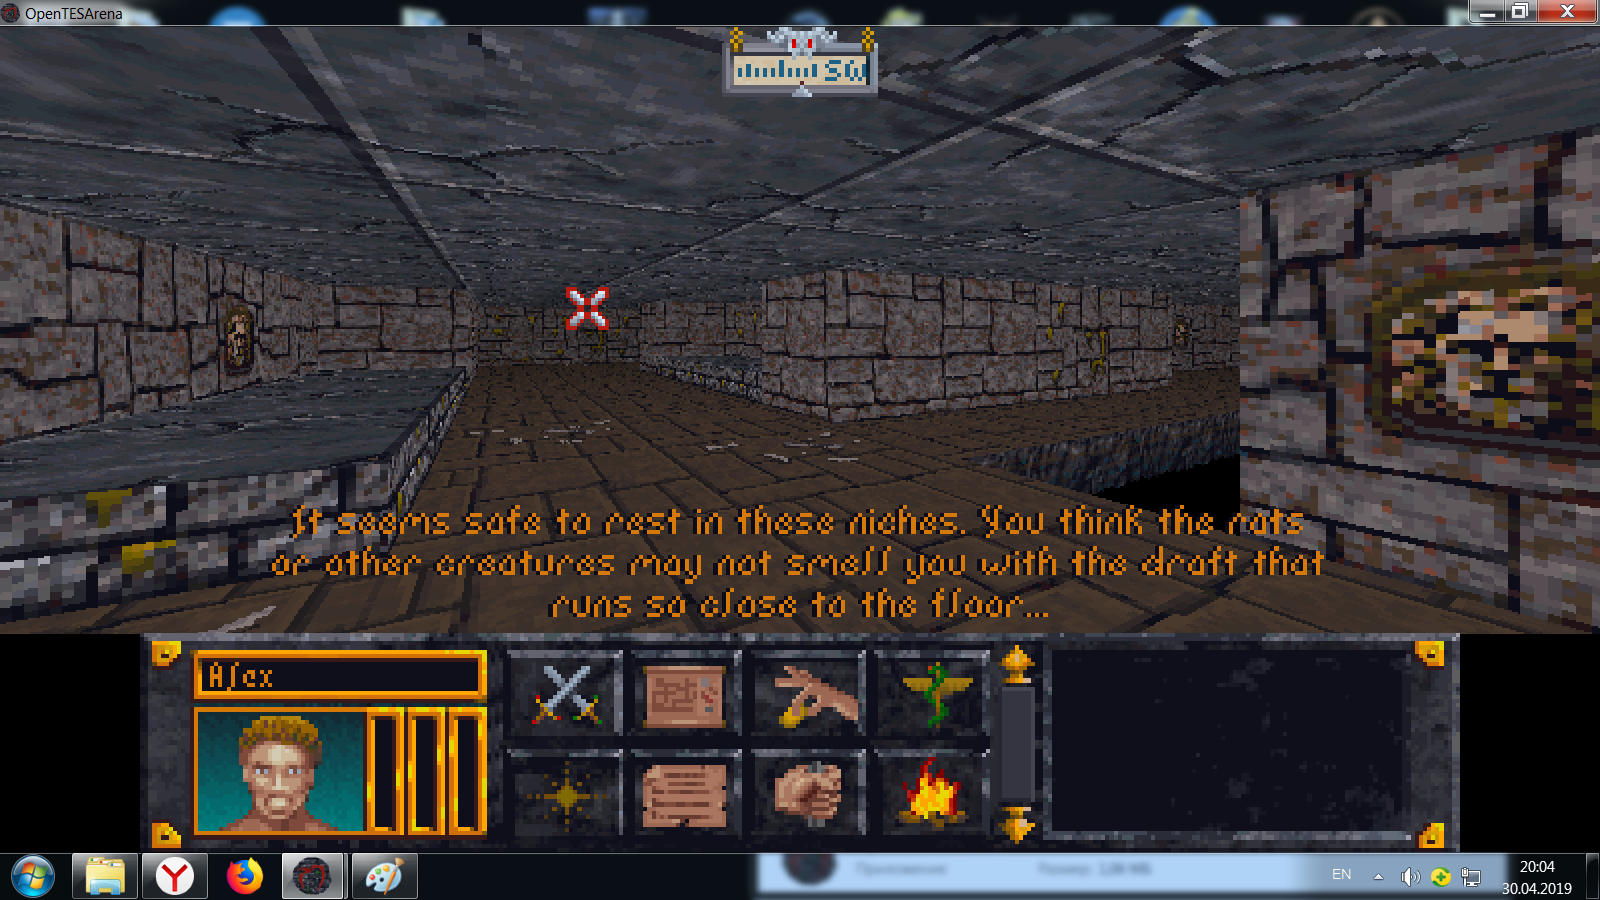 OpenTESArena
SW
It seems safe to rest in these niches. You think the rats
or other creatures may not smell you with the draft that
runs so close to the floor...
Alex
EN
20:04
30.04.2019